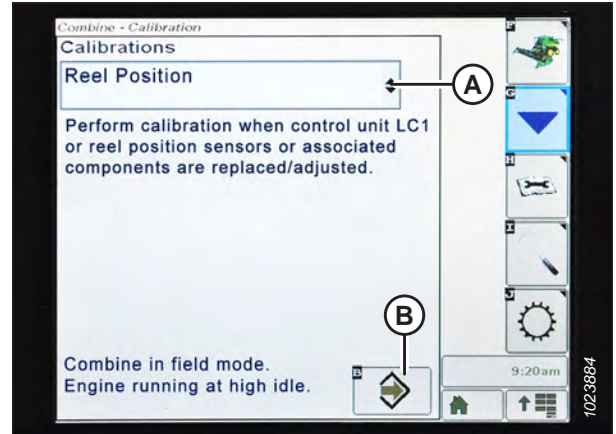 Combine - Calibration
Calibrations
Reel Position
A
Perform calibration when control unit LC1
or reel position sensors or associated
components are replaced/adjusted.
B
Combine in field mode.
Engine running at high idle.
B
F
G
H
I
J
9:20am
1023884